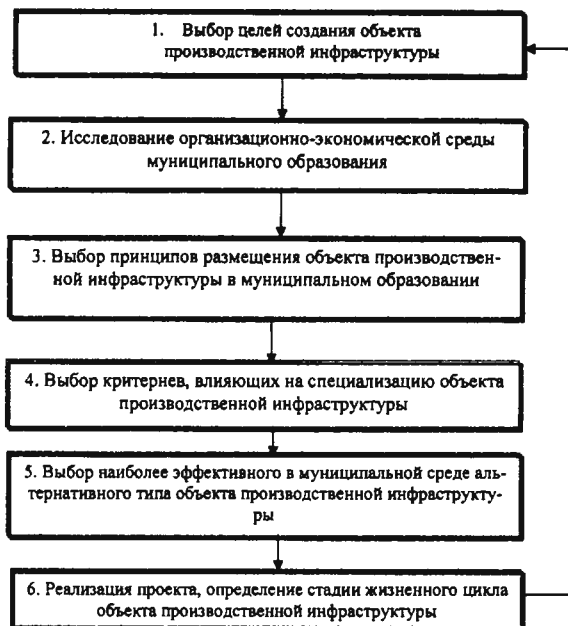 1. Выбор целей создания объекта
производственной инфраструктуры
2. Исследование организационно-экономической среды
муниципального образования
3. Выбор принципов размещения объекта производствен-
ной инфраструктуры в муниципальном образовании
4. Выбор критериев, влияющих на специализацию объекта
производственной инфраструктуры
5. Выбор наиболее эффективного в муниципальной среде аль-
тернативного типа объекта производственной инфраструкту-
ры
6. Реализация проекта, определение стадии жизненного цикла
объекта производственной инфраструктуры